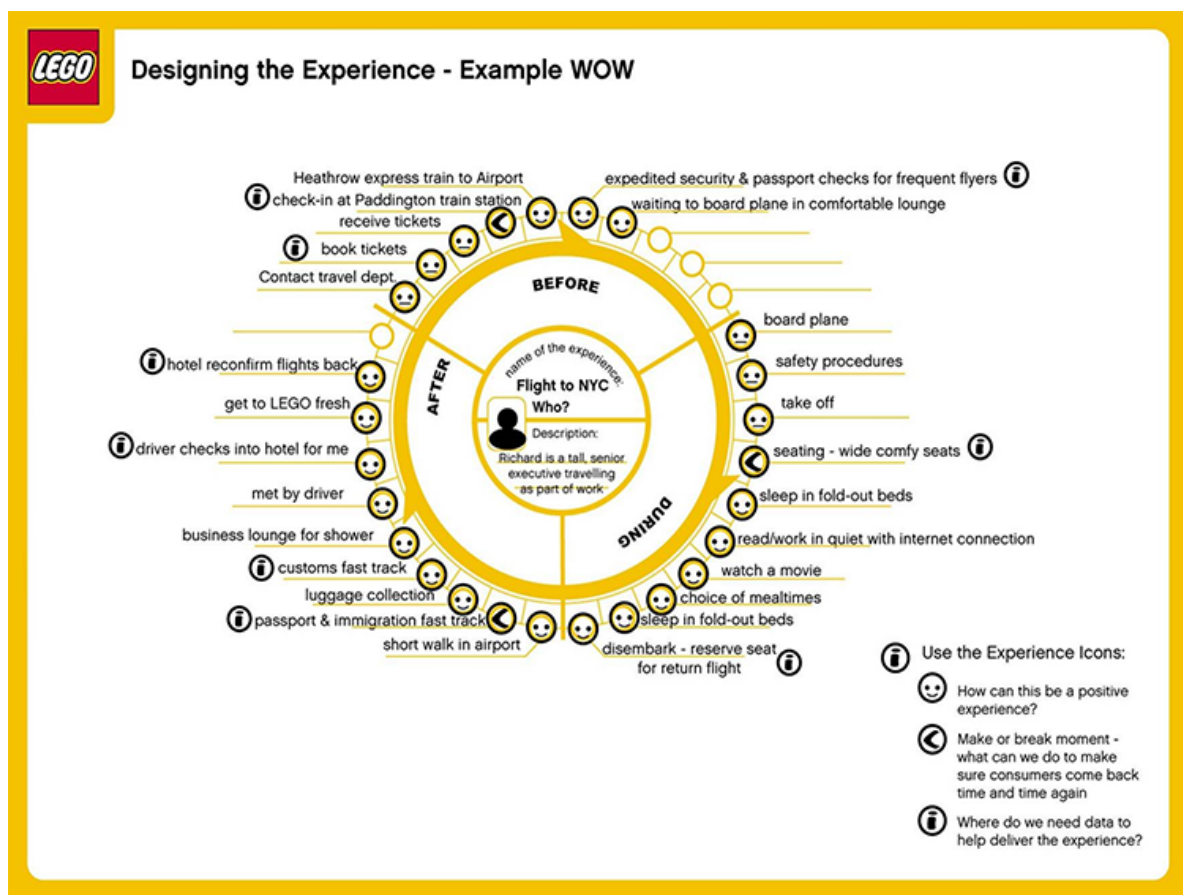 LEGO
Designing the Experience - Example WOW
Heathrow express train to Airport
check-in at Paddington train station
receive tickets
book tickets
Contact travel dept.
expedited security & passport checks for frequent flyers
waiting to board plane in comfortable lounge
BEFORE
board plane
safety procedures
take off
seating - wide comfy seats
sleep in fold-out beds
read/work in quiet with internet connection
watch a movie
choice of mealtimes
sleep in fold-out beds
disembark - reserve seat
for return flight
DURING
hotel reconfirm flights back
get to LEGO fresh
driver checks into hotel for me
met by driver
business lounge for shower
customs fast track
luggage collection
passport & immigration fast track
short walk in airport
AFTER
name of the experience:
Flight to NYC
Who?
Description:
Richard is a tall, senior
executive travelling
as part of work
Use the Experience Icons:
How can this be a positive
experience?
Make or break moment -
what can we do to make
sure consumers come back
time and time again
Where do we need data to
help deliver the experience?